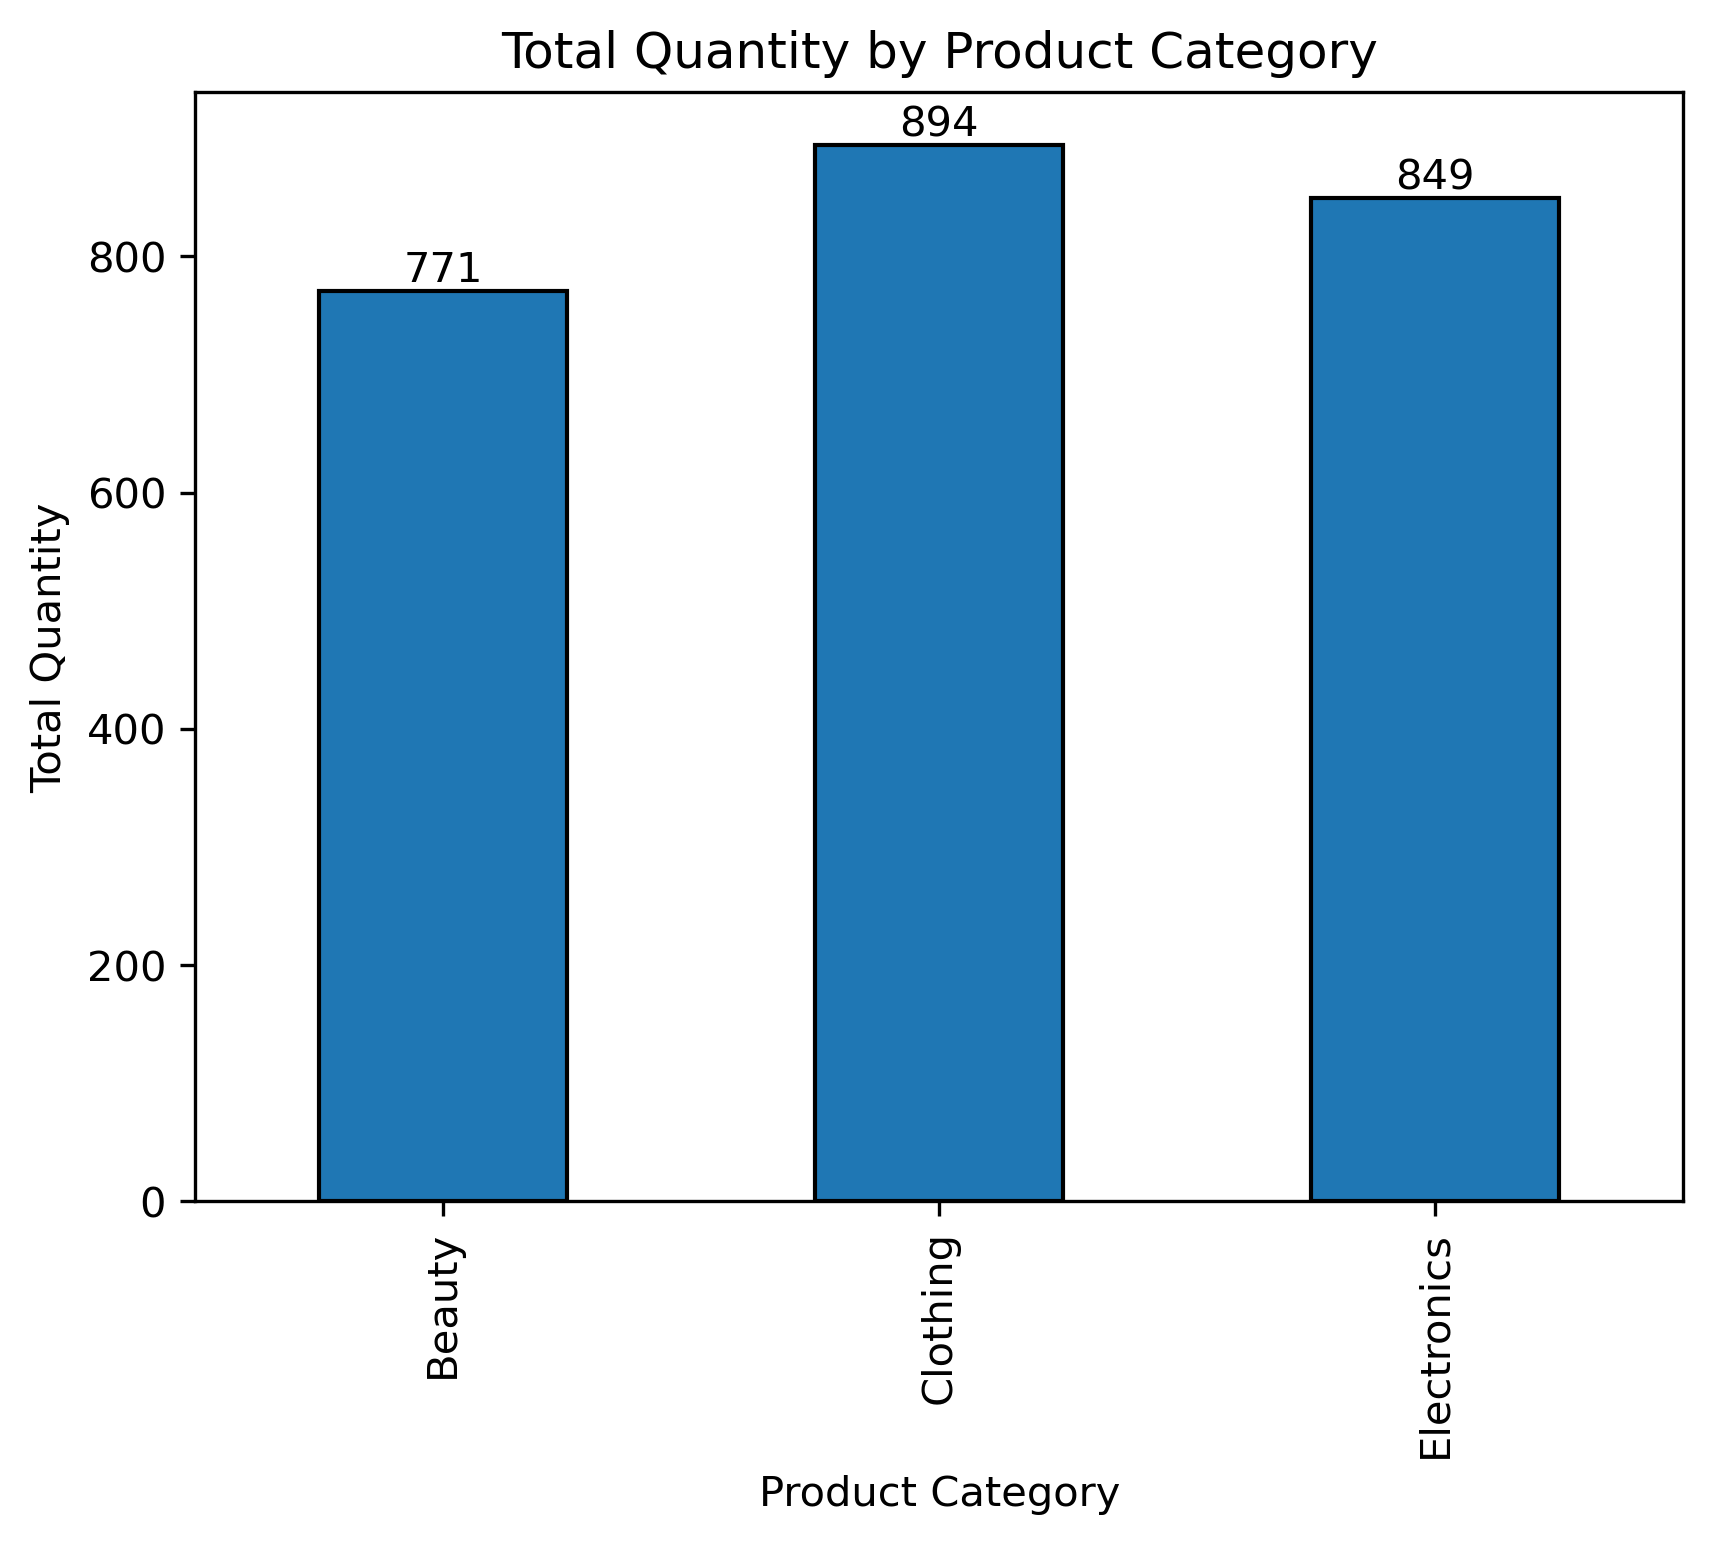 Total Quantity by Product Category
894
849
771
800
600
400
200
0
Total Quantity
Beauty
Clothing
Electronics
Product Category